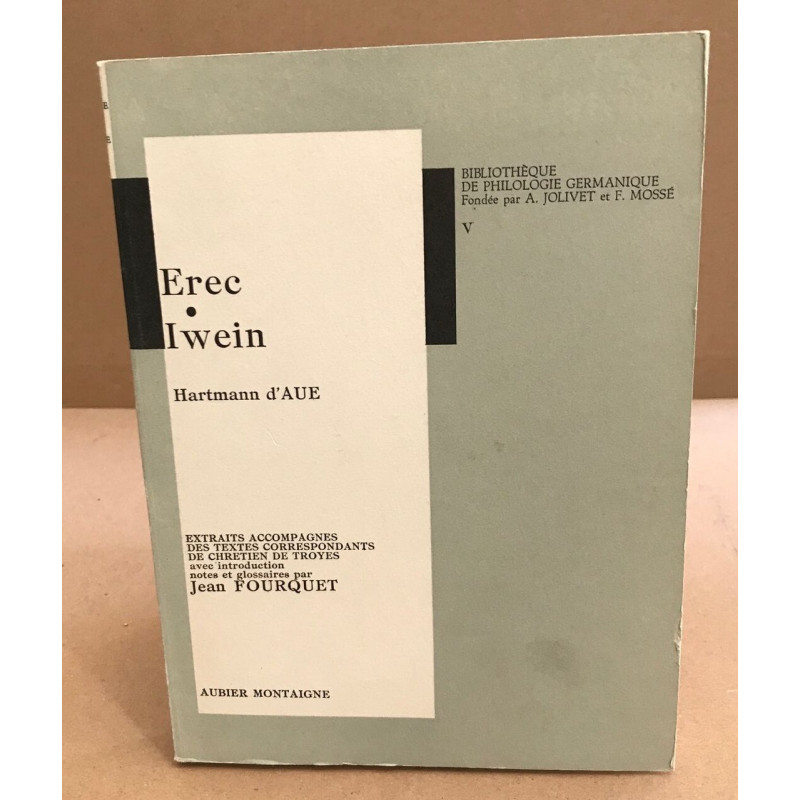 BIBLIOTHÈQUE
DE PHILOLOGIE GERMANIQUE
Fondée par A. JOLIVET et F. MOSSÉ
V
Erec
•
Iwein
Hartmann d'AUE
EXTRAITS ACCOMPAGNES
DES TEXTES CORRESPONDANTS
DE CHRETIEN DE TROYES
avec introduction
notes et glossaires par
Jean FOURQUET
AUBIER MONTAIGNE